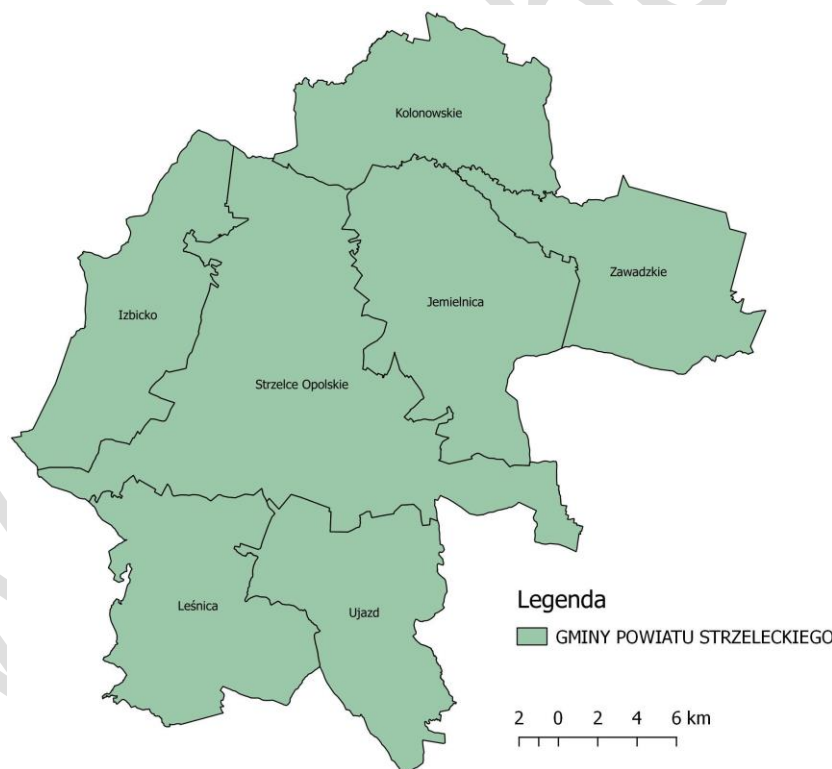 Kolonowskie
Zawadzkie
Jemielnica
Izbicko
Strzelce Opolskie
Leśnica
Ujazd
Legenda
GMINY POWIATU STRZELECKIEGO
2 0 2 4 6 km